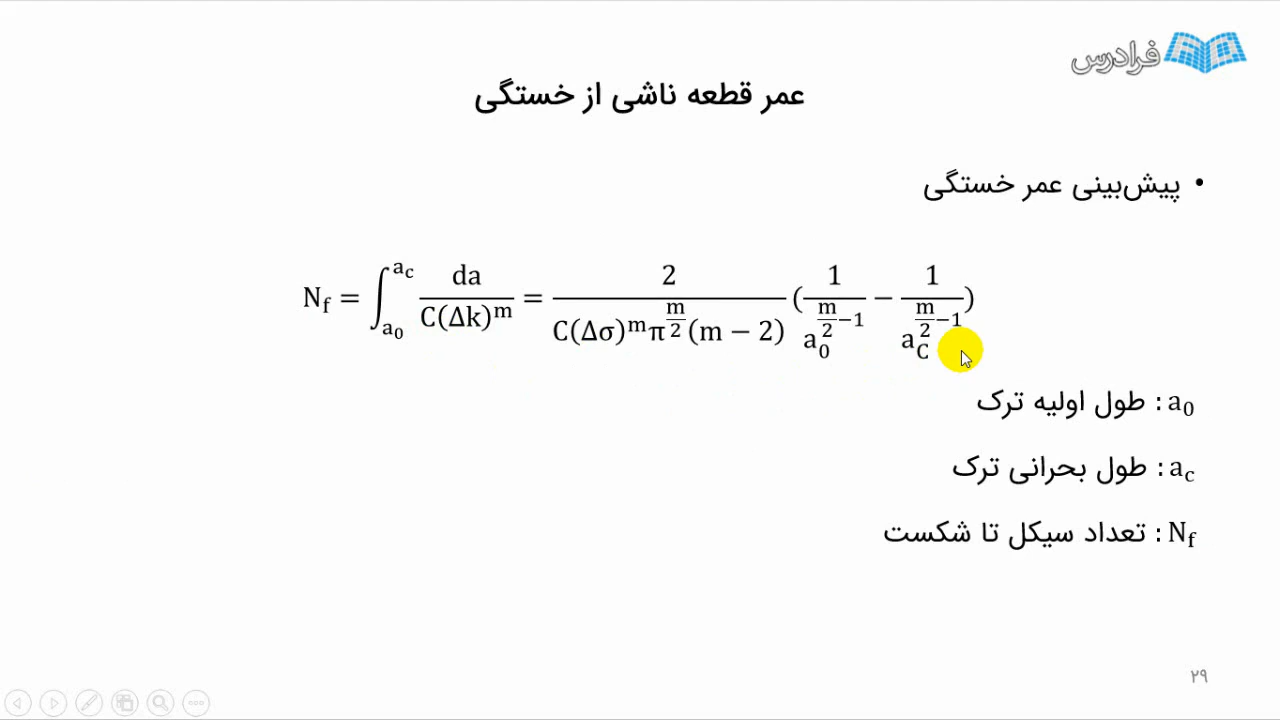 فرادرس
عمر قطعه ناشی از خستگی
• پیش‌بینی عمر خستگی
N_f = ∫_{a_0}^{a_c} da / C(Δk)^m = 2 / C(Δσ)^m π^{m/2} (m − 2) (1 / a_0^{m/2 −1} − 1 / a_C^{m/2 −1})
a_0 : طول اولیه ترک
a_c : طول بحرانی ترک
N_f : تعداد سیکل تا شکست
۲۹